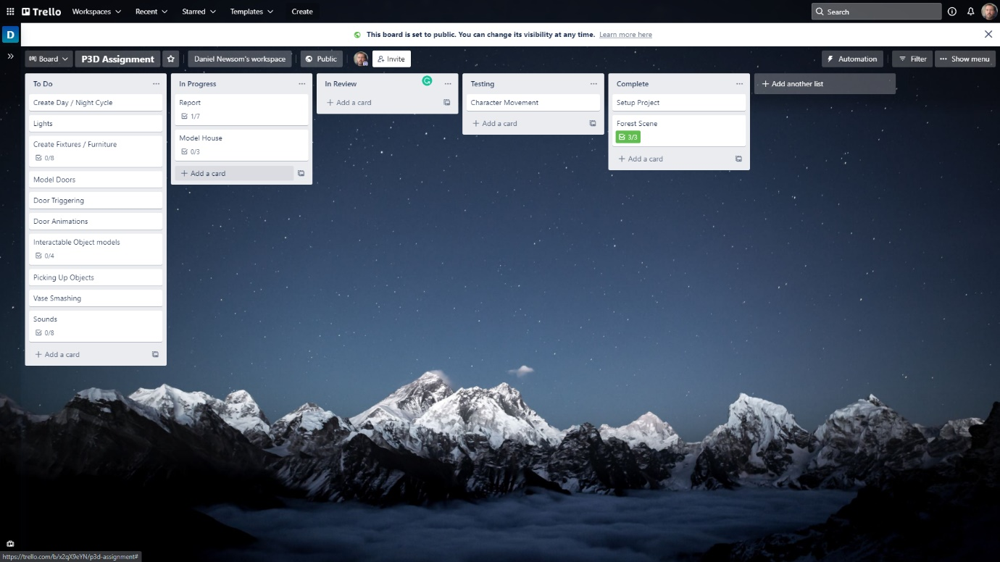 Trello Workspaces Recent Starred Templates Create Search
D This board is set to public. You can change its visibility at any time. Learn more here
Board P3D Assignment Daniel Newsom's workspace Public Invite Automation Filter Show menu
To Do
Create Day / Night Cycle
Lights
Create Fixtures / Furniture
0/8
Model Doors
Door Triggering
Door Animations
Interactable Object models
0/4
Picking Up Objects
Vase Smashing
Sounds
0/8
+ Add a card
In Progress
Report
1/7
Model House
0/3
+ Add a card
In Review
+ Add a card
Testing
Character Movement
+ Add a card
Complete
Setup Project
Forest Scene
3/3
+ Add a card
+ Add another list
https://trello.com/b/x2qX9eYN/p3d-assignment#